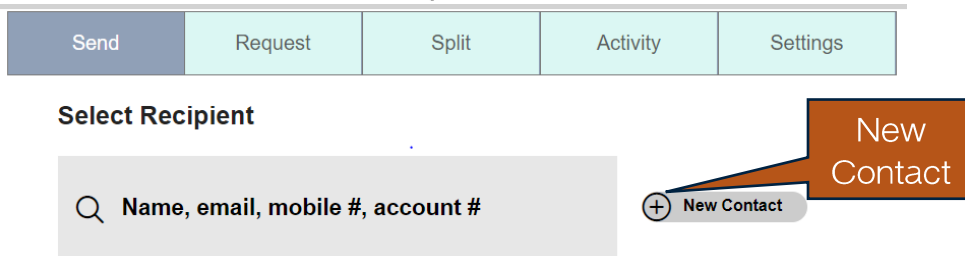 Send Request Split Activity Settings
Select Recipient
New
Contact
Name, email, mobile #, account #
New Contact